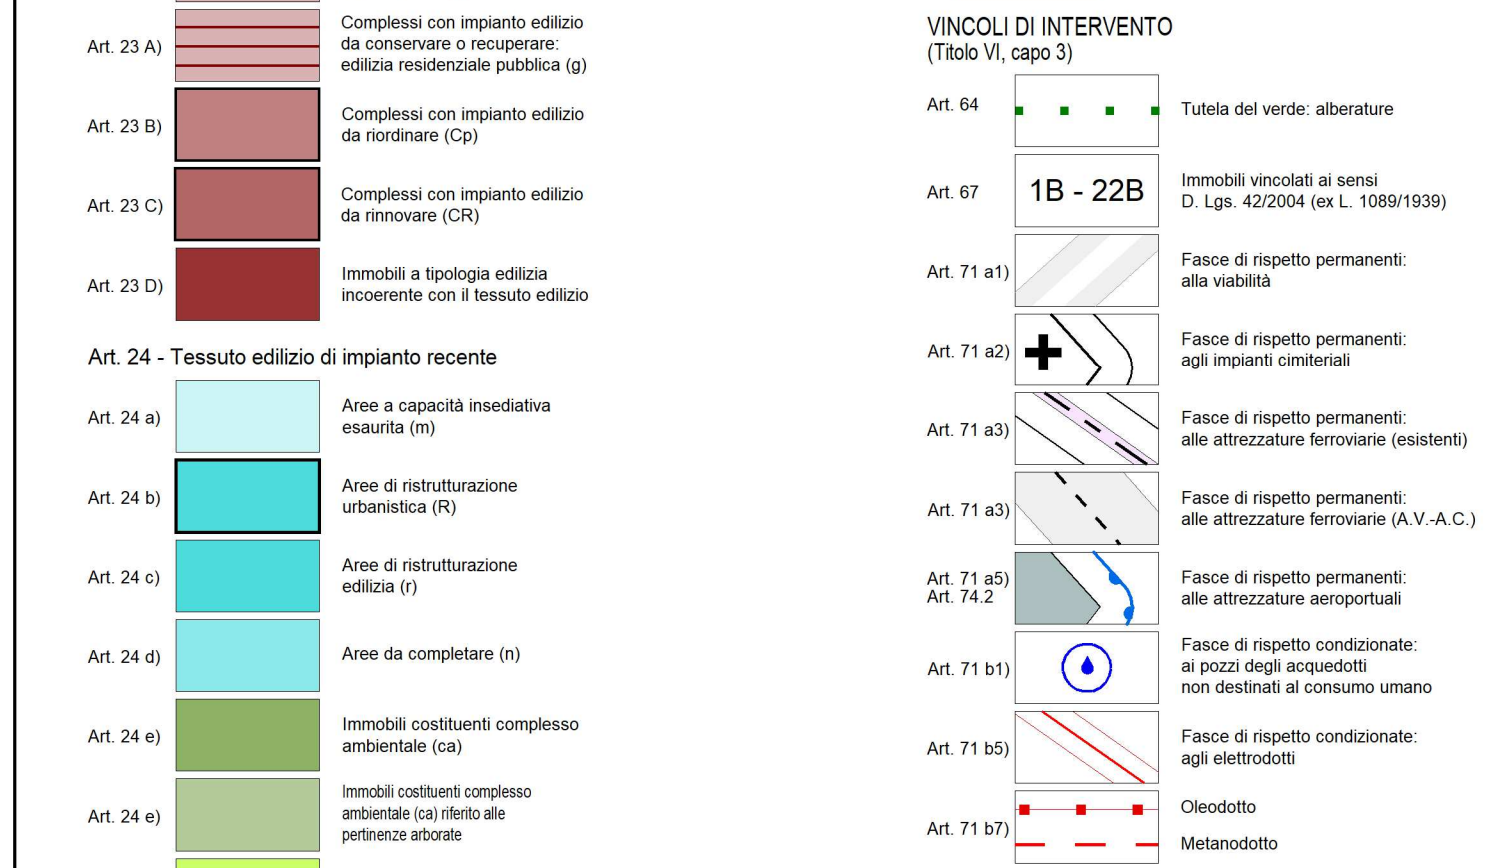 Art. 23 A)
Complessi con impianto edilizio
da conservare o recuperare:
edilizia residenziale pubblica (g)
Art. 23 B)
Complessi con impianto edilizio
da riordinare (Cp)
Art. 23 C)
Complessi con impianto edilizio
da rinnovare (CR)
Art. 23 D)
Immobili a tipologia edilizia
incoerente con il tessuto edilizio
Art. 24 - Tessuto edilizio di impianto recente
Art. 24 a)
Aree a capacità insediativa
esaurita (m)
Art. 24 b)
Aree di ristrutturazione
urbanistica (R)
Art. 24 c)
Aree di ristrutturazione
edilizia (r)
Art. 24 d)
Aree da completare (n)
Art. 24 e)
Immobili costituenti complesso
ambientale (ca)
Art. 24 e)
Immobili costituenti complesso
ambientale (ca) riferito alle
pertinenze arborate
VINCOLI DI INTERVENTO
(Titolo VI, capo 3)
Art. 64
Tutela del verde: alberature
Art. 67
1B - 22B
Immobili vincolati ai sensi
D. Lgs. 42/2004 (ex L. 1089/1939)
Art. 71 a1)
Fasce di rispetto permanenti:
alla viabilità
Art. 71 a2)
Fasce di rispetto permanenti:
agli impianti cimiteriali
Art. 71 a3)
Fasce di rispetto permanenti:
alle attrezzature ferroviarie (esistenti)
Art. 71 a3)
Fasce di rispetto permanenti:
alle attrezzature ferroviarie (A.V.-A.C.)
Art. 71 a5)
Art. 74.2
Fasce di rispetto permanenti:
alle attrezzature aeroportuali
Art. 71 b1)
Fasce di rispetto condizionate:
ai pozzi degli acquedotti
non destinati al consumo umano
Art. 71 b5)
Fasce di rispetto condizionate:
agli elettrodotti
Art. 71 b7)
Oleodotto
Metanodotto